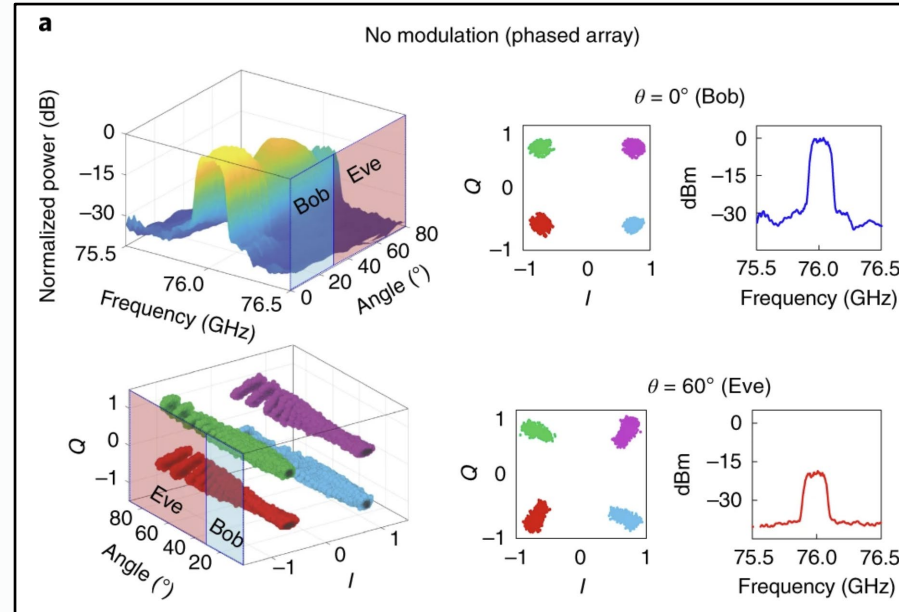 a
No modulation (phased array)
Normalized power (dB)
0
−15
−30
75.5
76.0
76.5
Frequency (GHz)
0
20
40
60
80
Angle (°)
Bob
Eve
θ = 0° (Bob)
Q
1
0
−1
−1
0
1
I
dBm
0
−15
−30
75.5
76.0
76.5
Frequency (GHz)
Q
1
0
−1
Eve
Bob
80
60
40
20
Angle (°)
−1
0
1
I
θ = 60° (Eve)
Q
1
0
−1
−1
0
1
I
dBm
0
−15
−30
75.5
76.0
76.5
Frequency (GHz)